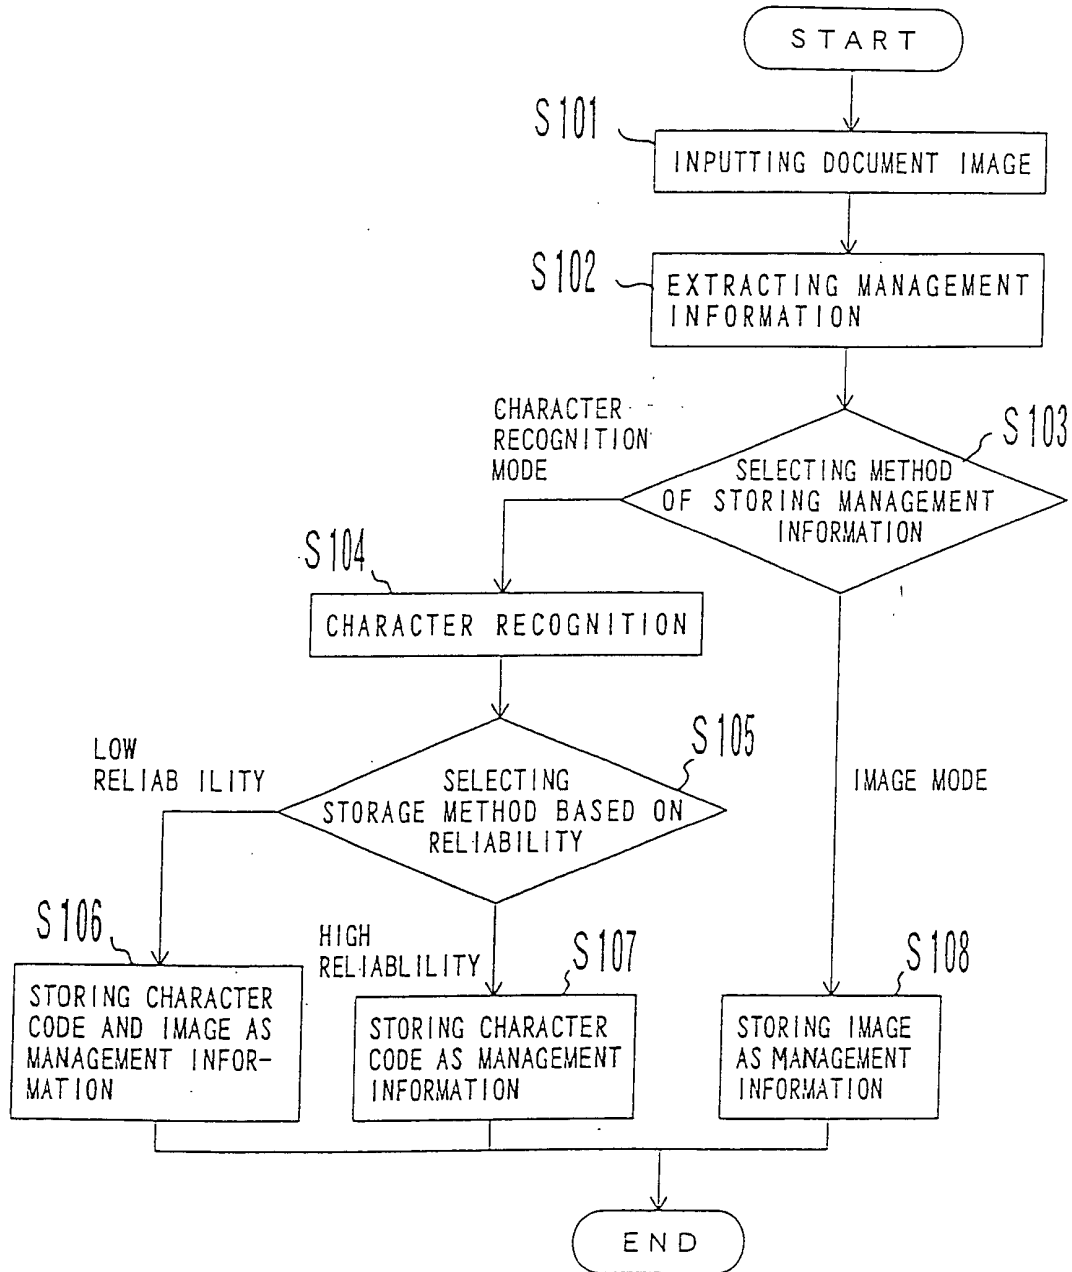 START
S101
INPUTTING DOCUMENT IMAGE
S102
EXTRACTING MANAGEMENT
INFORMATION
CHARACTER
RECOGNITION
MODE
S103
SELECTING METHOD
OF STORING MANAGEMENT
INFORMATION
S104
CHARACTER RECOGNITION
LOW
RELIAB ILITY
S105
SELECTING
STORAGE METHOD BASED ON
RELIABILITY
IMAGE MODE
S106
STORING CHARACTER
CODE AND IMAGE AS
MANAGEMENT INFOR-
MATION
HIGH
RELIABLILITY
S107
STORING CHARACTER
CODE AS MANAGEMENT
INFORMATION
S108
STORING IMAGE
AS MANAGEMENT
INFORMATION
END